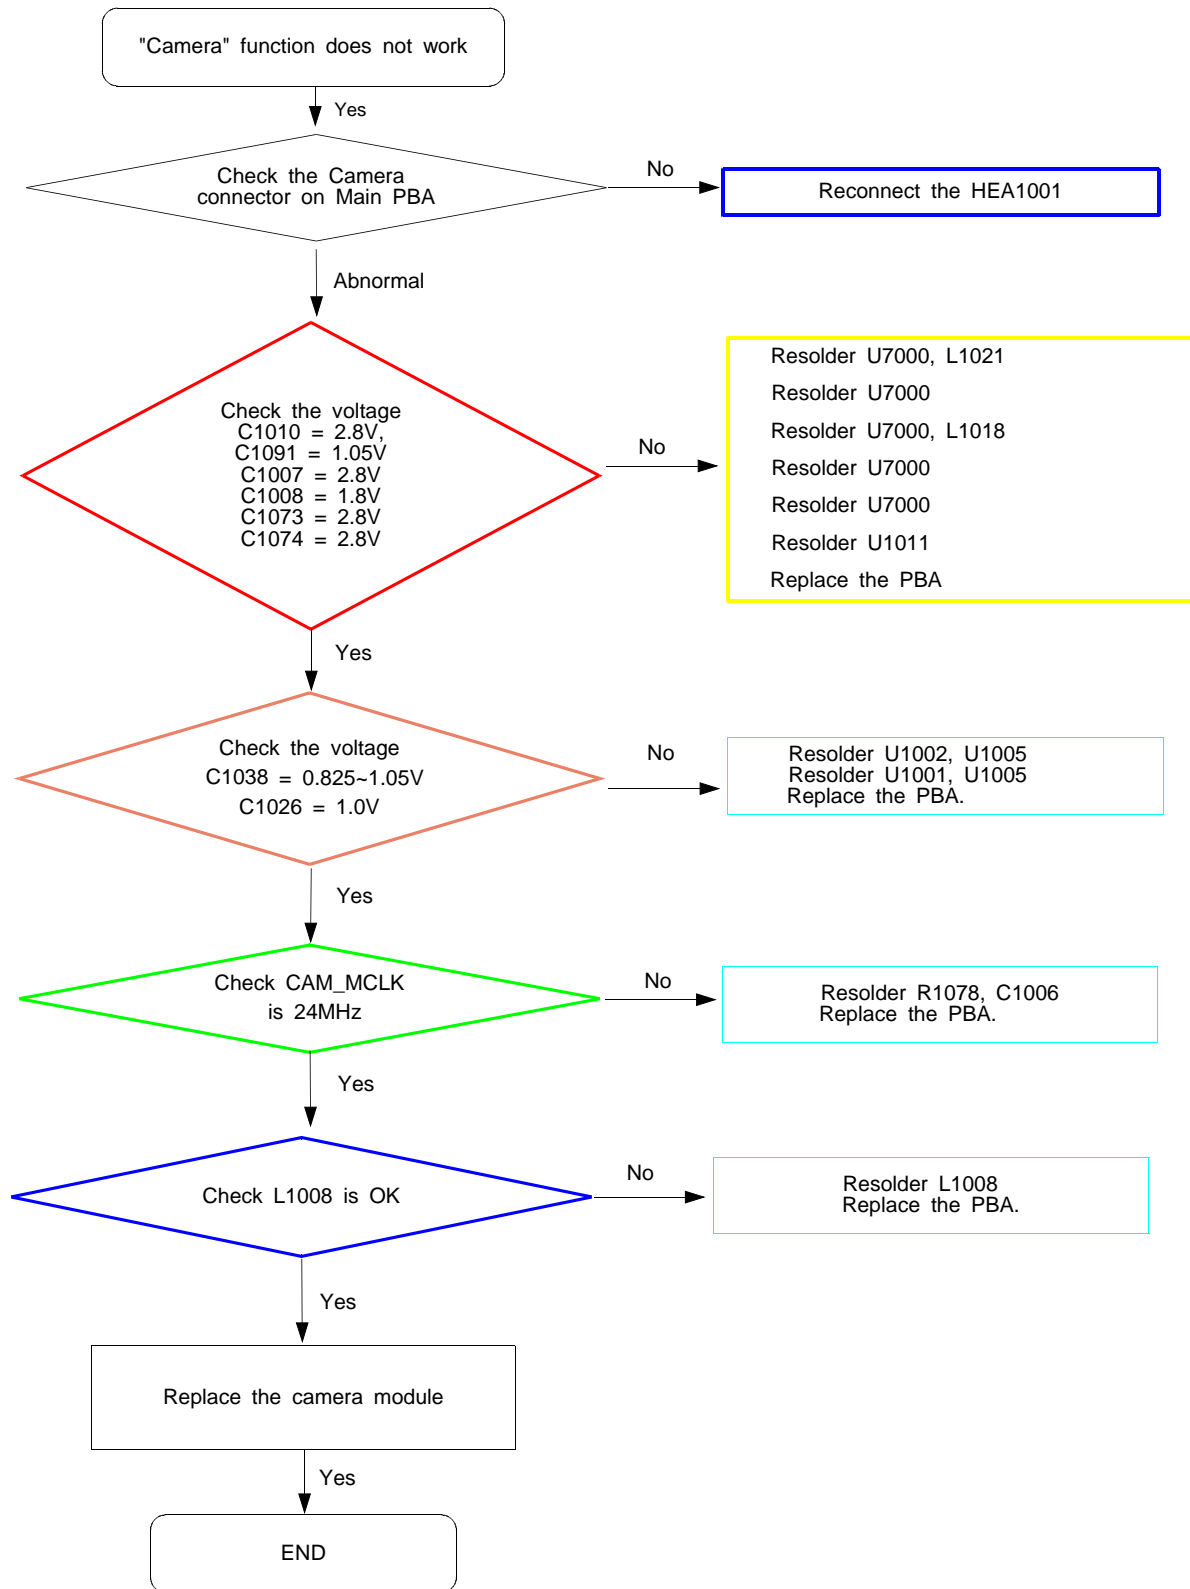 "Camera" function does not work
Yes
Check the Camera
connector on Main PBA
No
Reconnect the HEA1001
Abnormal
Check the voltage
C1010 = 2.8V,
C1091 = 1.05V
C1007 = 2.8V
C1008 = 1.8V
C1073 = 2.8V
C1074 = 2.8V
No
Resolder U7000, L1021
Resolder U7000
Resolder U7000, L1018
Resolder U7000
Resolder U7000
Resolder U1011
Replace the PBA
Yes
Check the voltage
C1038 = 0.825~1.05V
C1026 = 1.0V
No
Resolder U1002, U1005
Resolder U1001, U1005
Replace the PBA.
Yes
Check CAM_MCLK
is 24MHz
No
Resolder R1078, C1006
Replace the PBA.
Yes
Check L1008 is OK
No
Resolder L1008
Replace the PBA.
Yes
Replace the camera module
Yes
END